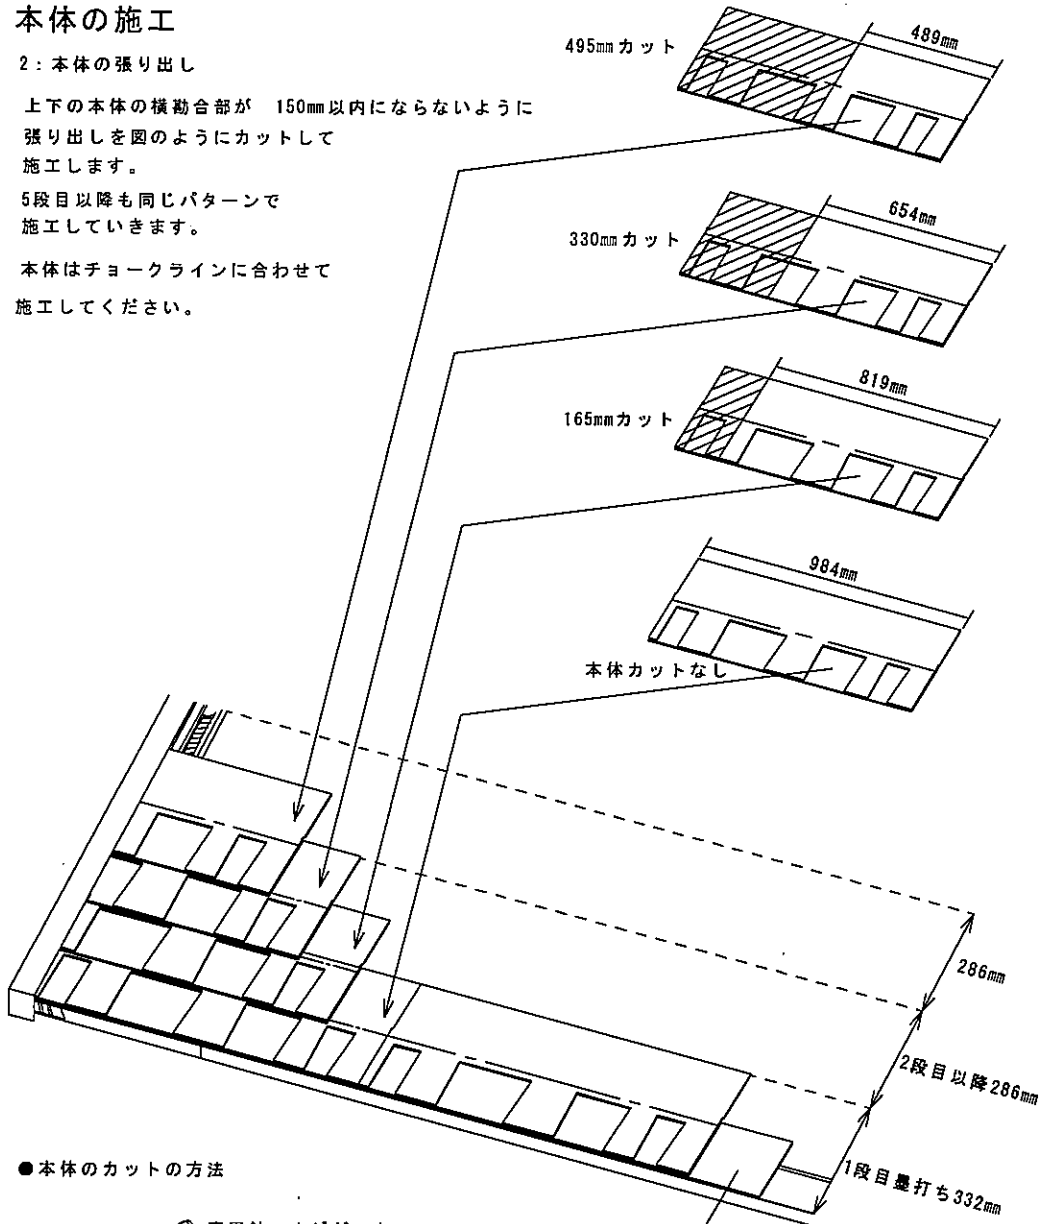 本体の施工
2：本体の張り出し
上下の本体の横勘合部が　150mm以内にならないように
張り出しを図のようにカットして
施工します。
5段目以降も同じパターンで
施工していきます。
本体はチョークラインに合わせて
施工してください。
495mmカット
489mm
330mmカット
654mm
165mmカット
819mm
984mm
本体カットなし
286mm
2段目以降286mm
1段目墨打ち332mm
●本体のカットの方法